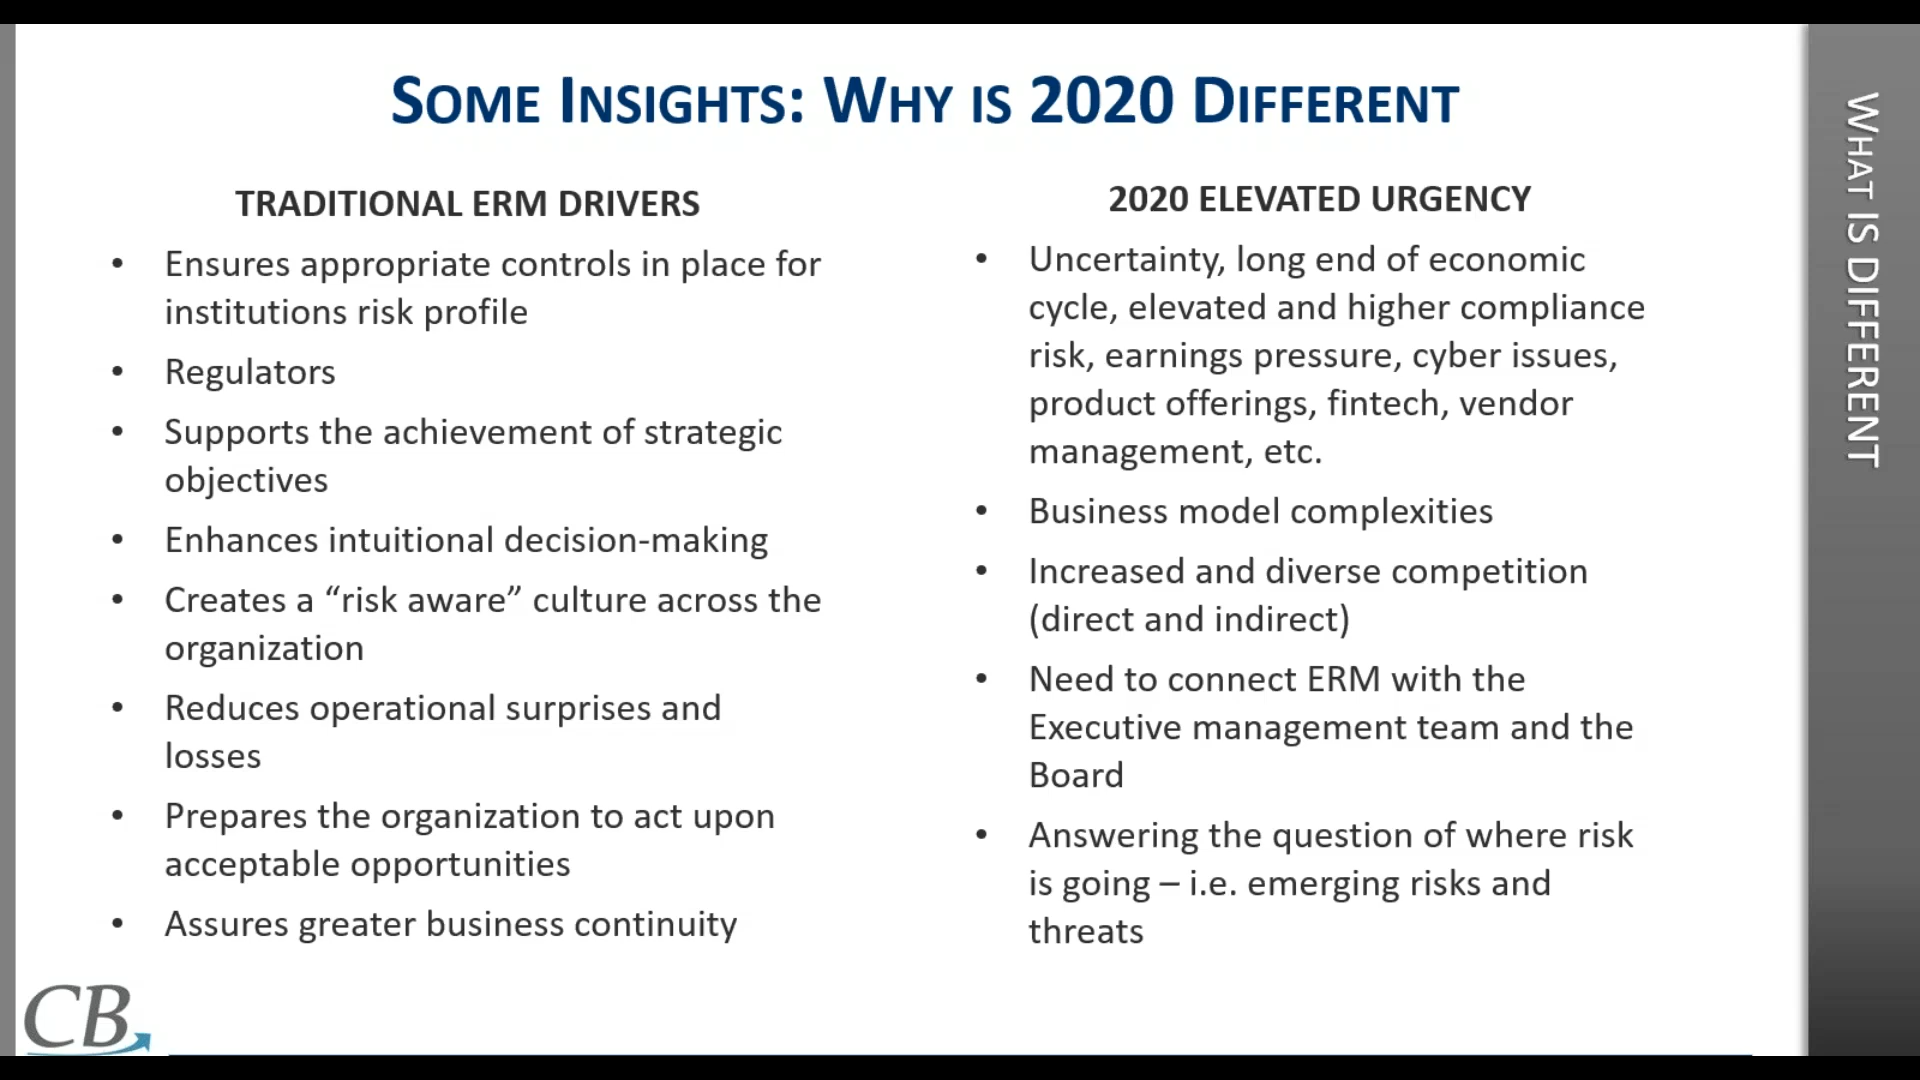 SOME INSIGHTS: WHY IS 2020 DIFFERENT
TRADITIONAL ERM DRIVERS
• Ensures appropriate controls in place for
institutions risk profile
• Regulators
• Supports the achievement of strategic
objectives
• Enhances intuitional decision-making
• Creates a “risk aware” culture across the
organization
• Reduces operational surprises and
losses
• Prepares the organization to act upon
acceptable opportunities
• Assures greater business continuity
2020 ELEVATED URGENCY
• Uncertainty, long end of economic
cycle, elevated and higher compliance
risk, earnings pressure, cyber issues,
product offerings, fintech, vendor
management, etc.
• Business model complexities
• Increased and diverse competition
(direct and indirect)
• Need to connect ERM with the
Executive management team and the
Board
• Answering the question of where risk
is going – i.e. emerging risks and
threats
WHAT IS DIFFERENT
CB